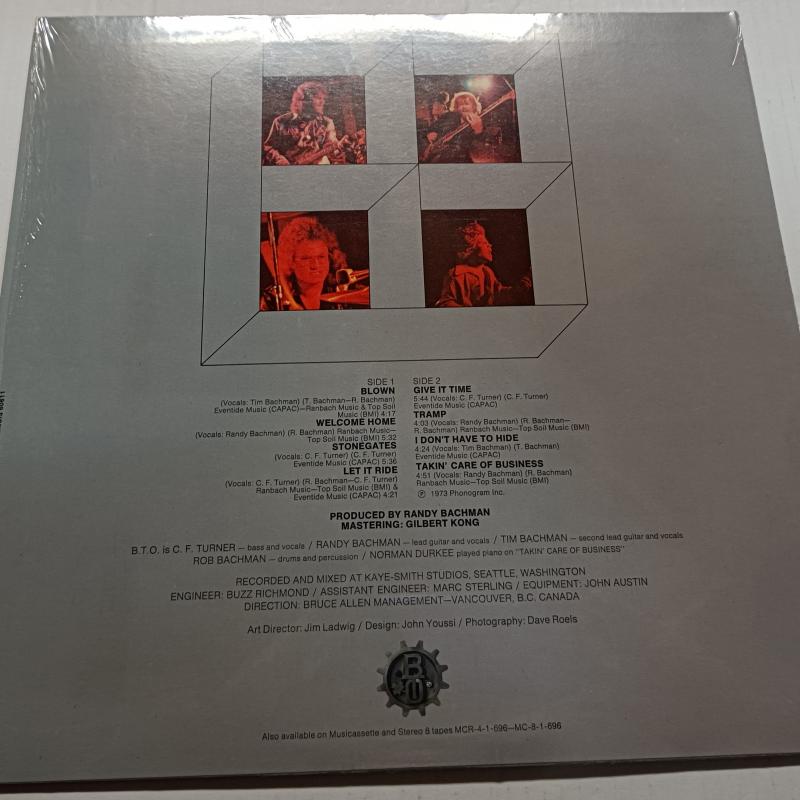 SIDE 1
BLOWN
(Vocals: Tim Bachman) (T. Bachman—R. Bachman)
Eventide Music (CAPAC)—Ranbach Music & Top Soil
Music (BMI) 4:17
WELCOME HOME
(Vocals: Randy Bachman) (R. Bachman) Ranbach Music—
Top Soil Music (BMI) 5:32
STONEGATES
(Vocals: C. F. Turner) (C. F. Turner)
Eventide Music (CAPAC) 5:36
LET IT RIDE
(Vocals: C. F. Turner) (R. Bachman—C. F. Turner)
Ranbach Music—Top Soil Music (BMI) &
Eventide Music (CAPAC) 4:21
SIDE 2
GIVE IT TIME
5:44 (Vocals: C. F. Turner) (C. F. Turner)
Eventide Music (CAPAC)
TRAMP
4:03 (Vocals: Randy Bachman) (R. Bachman—
R. Bachman) Ranbach Music—Top Soil Music (BMI)
I DON'T HAVE TO HIDE
4:24 (Vocals: Tim Bachman) (T. Bachman)
Eventide Music (CAPAC)
TAKIN' CARE OF BUSINESS
4:51 (Vocals: Randy Bachman) (R. Bachman)
Ranbach Music—Top Soil Music (BMI)
℗ 1973 Phonogram Inc.
PRODUCED BY RANDY BACHMAN
MASTERING: GILBERT KONG
B.T.O. is C. F. TURNER — bass and vocals / RANDY BACHMAN — lead guitar and vocals / TIM BACHMAN — second lead guitar and vocals
ROB BACHMAN — drums and percussion / NORMAN DURKEE played piano on "TAKIN' CARE OF BUSINESS"
RECORDED AND MIXED AT KAYE-SMITH STUDIOS, SEATTLE, WASHINGTON
ENGINEER: BUZZ RICHMOND / ASSISTANT ENGINEER: MARC STERLING / EQUIPMENT: JOHN AUSTIN
DIRECTION: BRUCE ALLEN MANAGEMENT—VANCOUVER, B.C. CANADA
Art Director: Jim Ladwig / Design: John Youssi / Photography: Dave Roels
Also available on Musicassette and Stereo 8 tapes MCR-4-1-696—MC-8-1-696